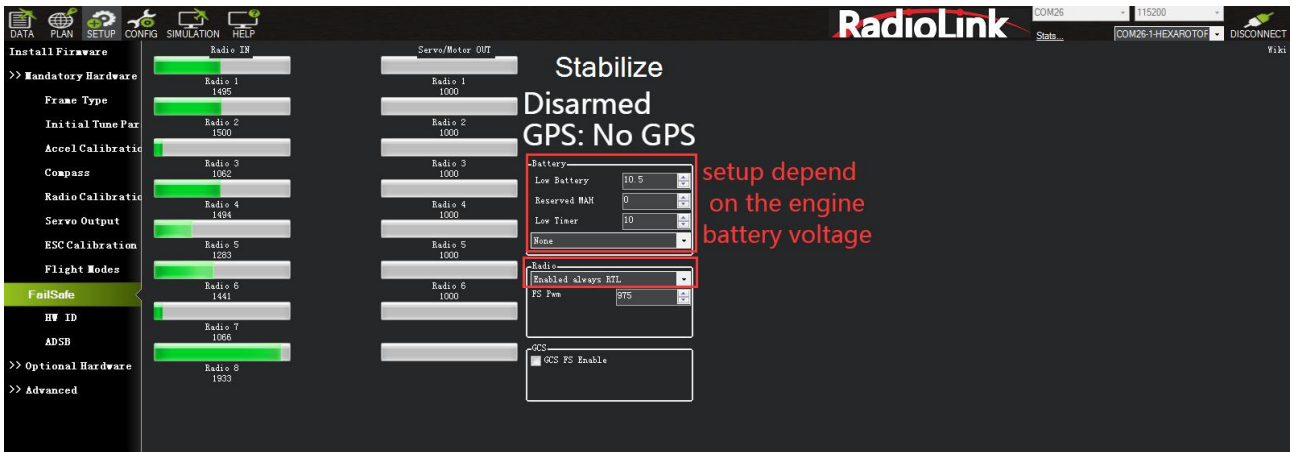 DATA PLAN SETUP CONFIG SIMULATION HELP
RadioLink
COM26 115200
Stats... COM26-1-HEXAROTOF DISCONNECT
Wiki
Install Firmware
>> Mandatory Hardware
Frame Type
Initial Tune Par
Accel Calibratic
Compass
Radio Calibratic
Servo Output
ESC Calibration
Flight Modes
FailSafe
HW ID
ADSB
>> Optional Hardware
>> Advanced
Radio IN
Radio 1
1495
Radio 2
1500
Radio 3
1062
Radio 4
1494
Radio 5
1283
Radio 6
1441
Radio 7
1066
Radio 8
1933
Servo/Motor OUT
Radio 1
1000
Radio 2
1000
Radio 3
1000
Radio 4
1000
Radio 5
1000
Radio 6
1000
Stabilize
Disarmed
GPS: No GPS
Battery
Low Battery 10.5
Reserved MAH 0
Low Timer 10
None
setup depend
on the engine
battery voltage
Radio
Enabled always RTL
FS Pwm 975
GCS
GCS FS Enable